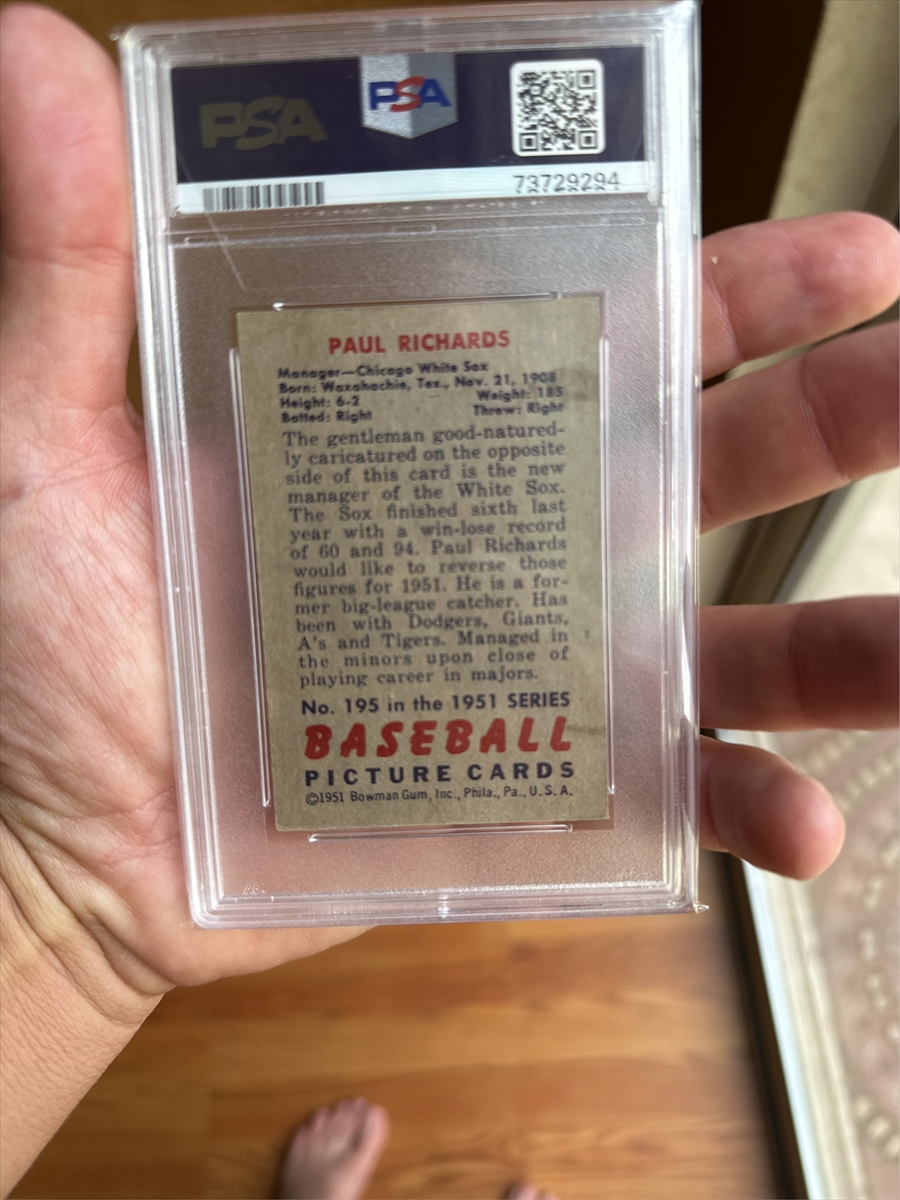 PSA PSA
73729294
PAUL RICHARDS
Manager—Chicago White Sox
Born: Waxahachie, Tex., Nov. 21, 1908
Height: 6-2 Weight: 185
Batted: Right Threw: Right
The gentleman good-natured-
ly caricatured on the opposite
side of this card is the new
manager of the White Sox.
The Sox finished sixth last
year with a win-lose record
of 60 and 94. Paul Richards
would like to reverse those
figures for 1951. He is a for-
mer big-league catcher. Has
been with Dodgers, Giants,
A's and Tigers. Managed in
the minors upon close of
playing career in majors.
No. 195 in the 1951 SERIES
BASEBALL
PICTURE CARDS
©1951 Bowman Gum, Inc., Phila., Pa., U.S.A.